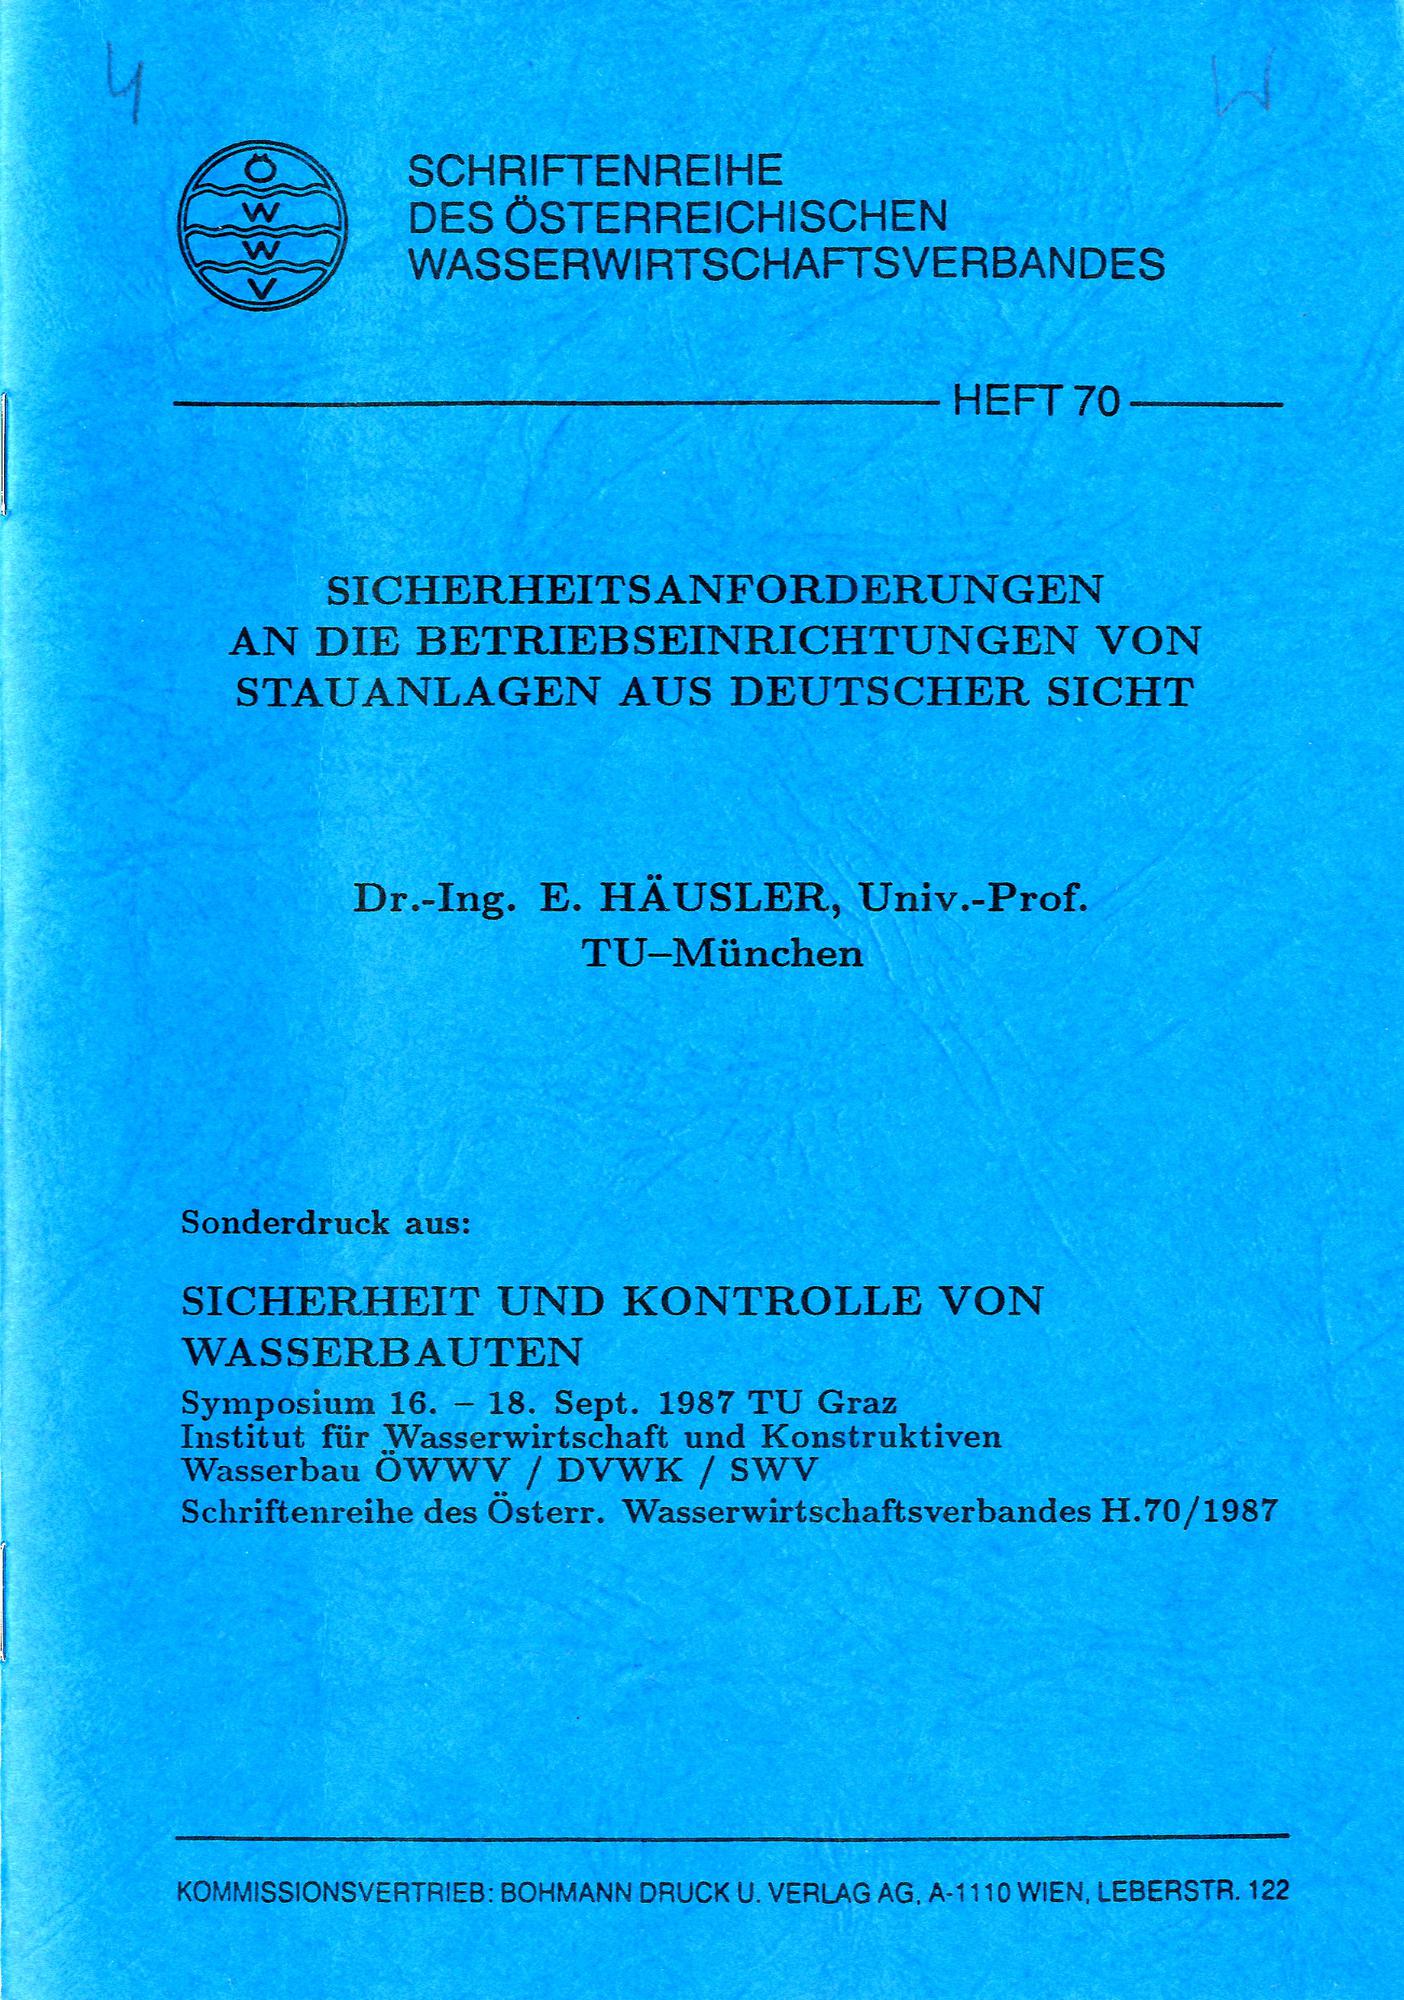 4
W
Ö
W
W
V
SCHRIFTENREIHE
DES ÖSTERREICHISCHEN
WASSERWIRTSCHAFTSVERBANDES
HEFT 70
SICHERHEITSANFORDERUNGEN
AN DIE BETRIEBSEINRICHTUNGEN VON
STAUANLAGEN AUS DEUTSCHER SICHT
Dr.-Ing. E. HÄUSLER, Univ.-Prof.
TU–München
Sonderdruck aus:
SICHERHEIT UND KONTROLLE VON
WASSERBAUTEN
Symposium 16. – 18. Sept. 1987 TU Graz
Institut für Wasserwirtschaft und Konstruktiven
Wasserbau ÖWWV / DVWK / SWV
Schriftenreihe des Österr. Wasserwirtschaftsverbandes H.70/1987
KOMMISSIONSVERTRIEB: BOHMANN DRUCK U. VERLAG AG, A-1110 WIEN, LEBERSTR. 122